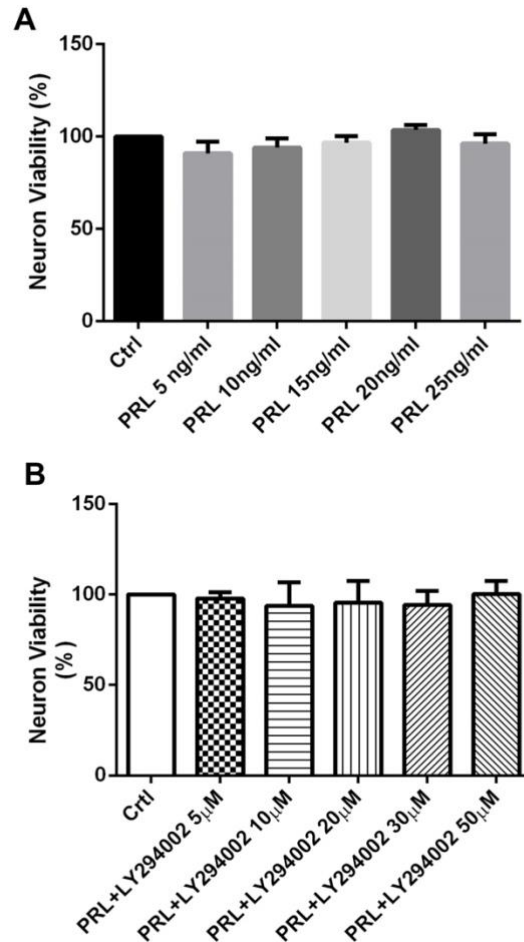 A
150
100
50
0
Neuron Viability (%)
Ctrl
PRL 5 ng/ml
PRL 10ng/ml
PRL 15ng/ml
PRL 20ng/ml
PRL 25ng/ml
B
150
100
50
0
Neuron Viability
(%)
Crtl
PRL+LY294002 5μM
PRL+LY294002 10μM
PRL+LY294002 20μM
PRL+LY294002 30μM
PRL+LY294002 50μM